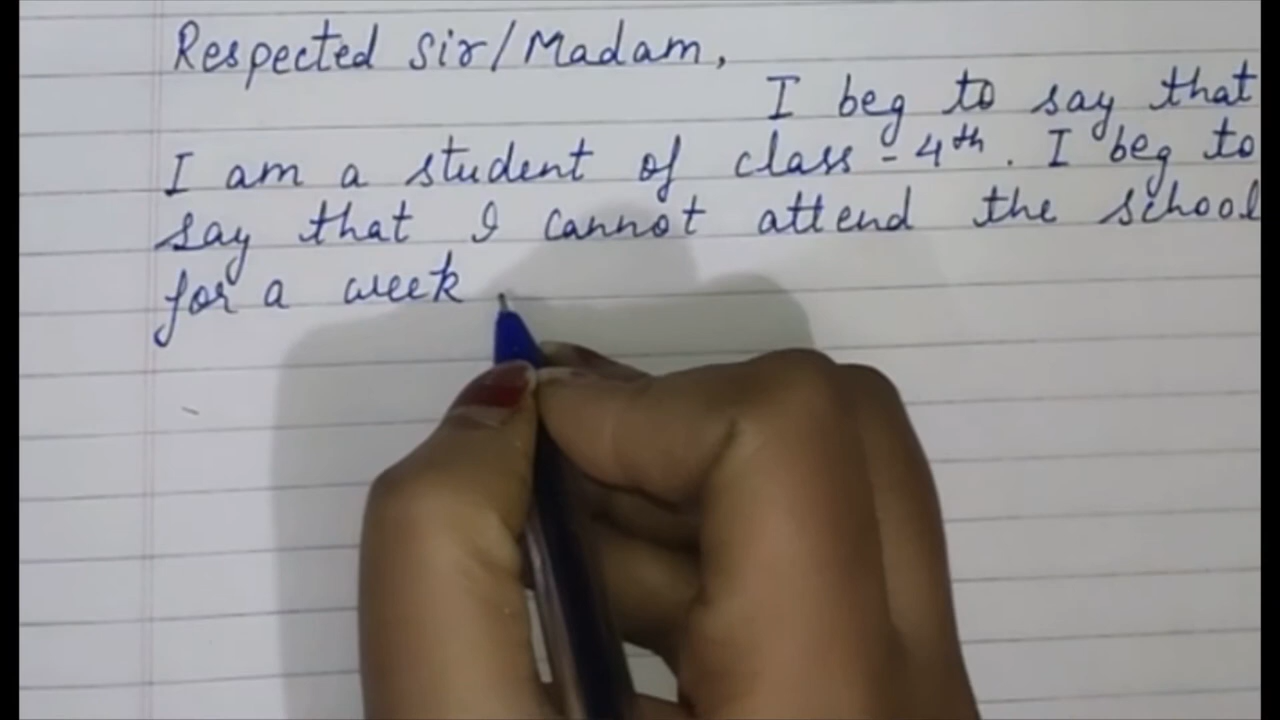 Respected Sir/Madam,
I beg to say that
I am a student of class - 4th. I beg to
say that I cannot attend the school
for a week